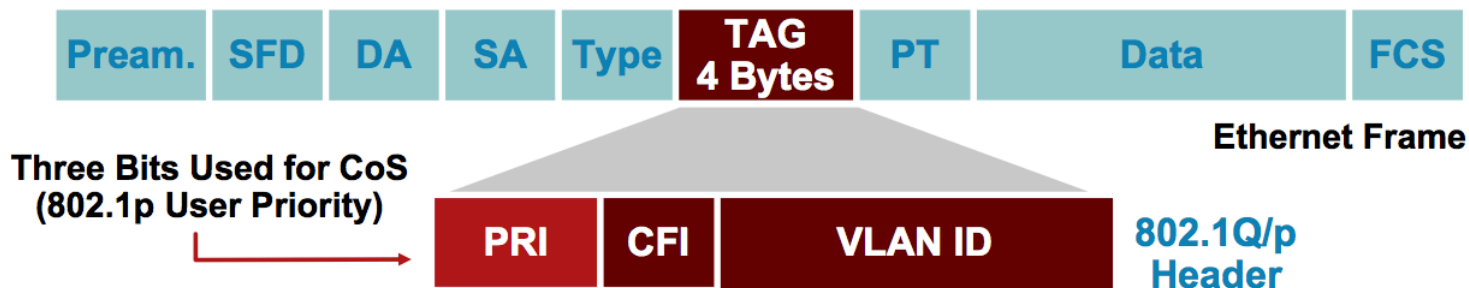 Pream. SFD DA SA Type TAG PT Data FCS
4 Bytes
Ethernet Frame
Three Bits Used for CoS
(802.1p User Priority)
PRI CFI VLAN ID 802.1Q/p
Header